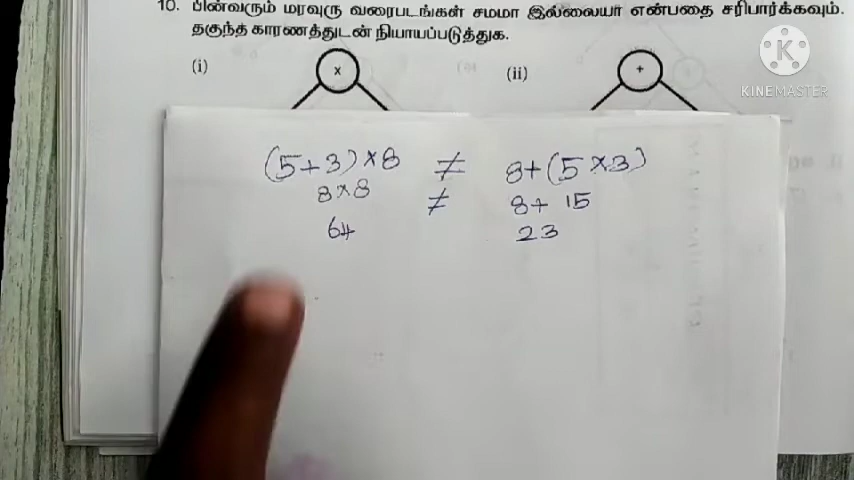 10. பின்வரும் மரவுரு வரைபடங்கள் சமமா இல்லையா என்பதை சரிபார்க்கவும்.
தகுந்த காரணத்துடன் நியாயப்படுத்துக.
(i) x (ii) +
KINEMASTER
(5+3)×8 ≠ 8+(5×3)
8×8 ≠ 8+ 15
64 23